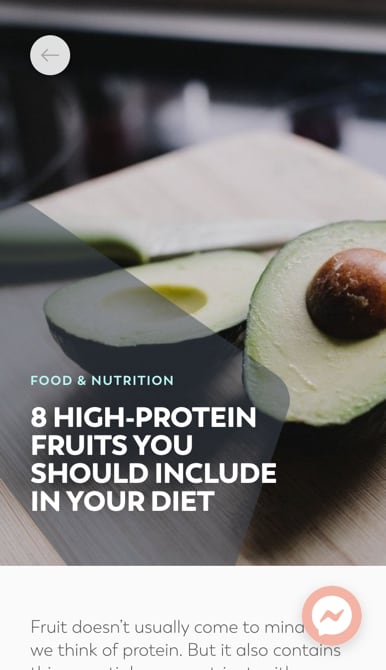 FOOD & NUTRITION
8 HIGH-PROTEIN
FRUITS YOU
SHOULD INCLUDE
IN YOUR DIET
Fruit doesn't usually come to mind
we think of protein. But it also contains